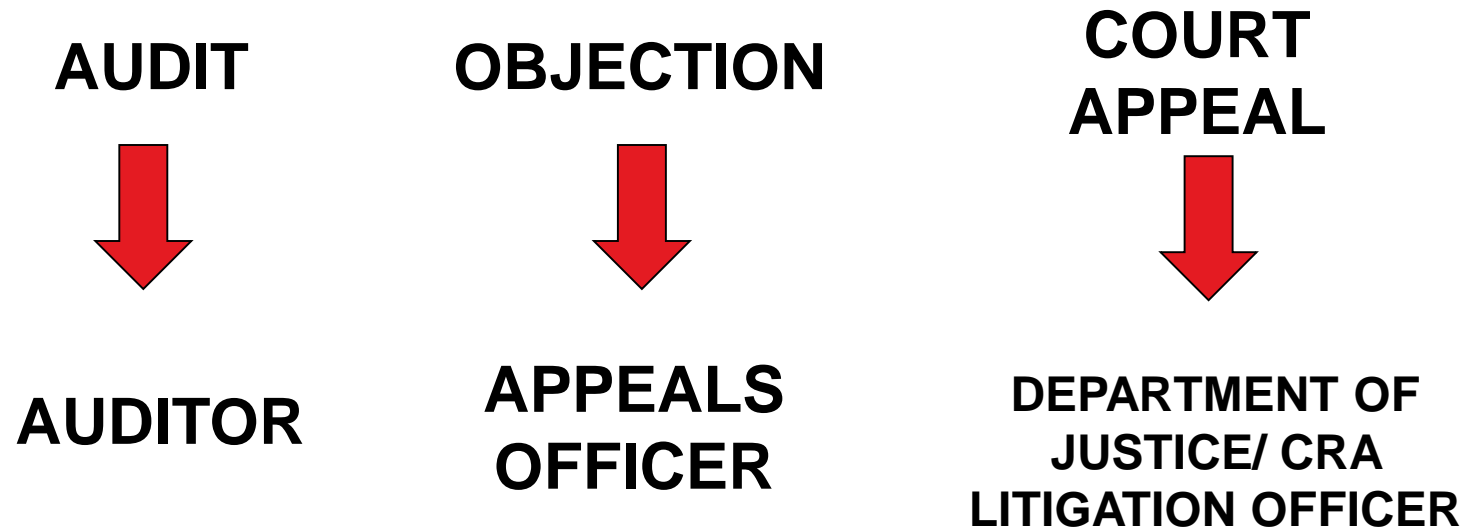 AUDIT
OBJECTION
COURT
APPEAL
AUDITOR
APPEALS
OFFICER
DEPARTMENT OF
JUSTICE/ CRA
LITIGATION OFFICER